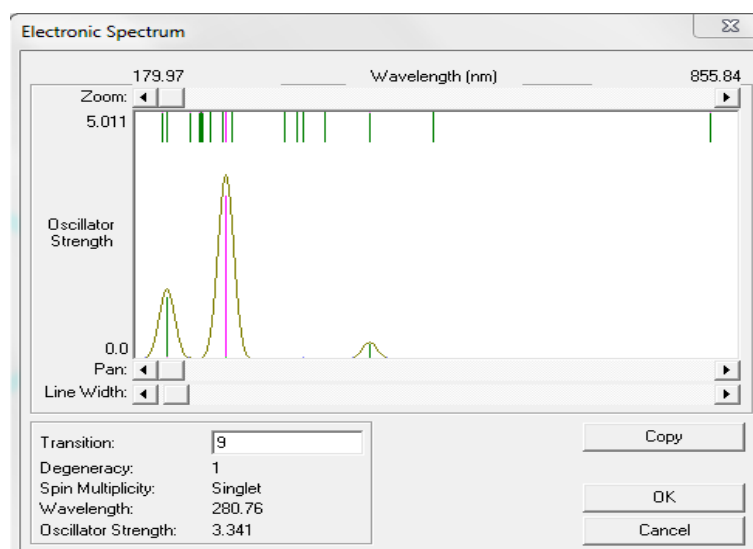 Electronic Spectrum
179.97 Wavelength (nm) 855.84
Zoom:
5.011
Oscillator
Strength
0.0
Pan:
Line Width:
Transition: 9
Degeneracy: 1
Spin Multiplicity: Singlet
Wavelength: 280.76
Oscillator Strength: 3.341
Copy
OK
Cancel